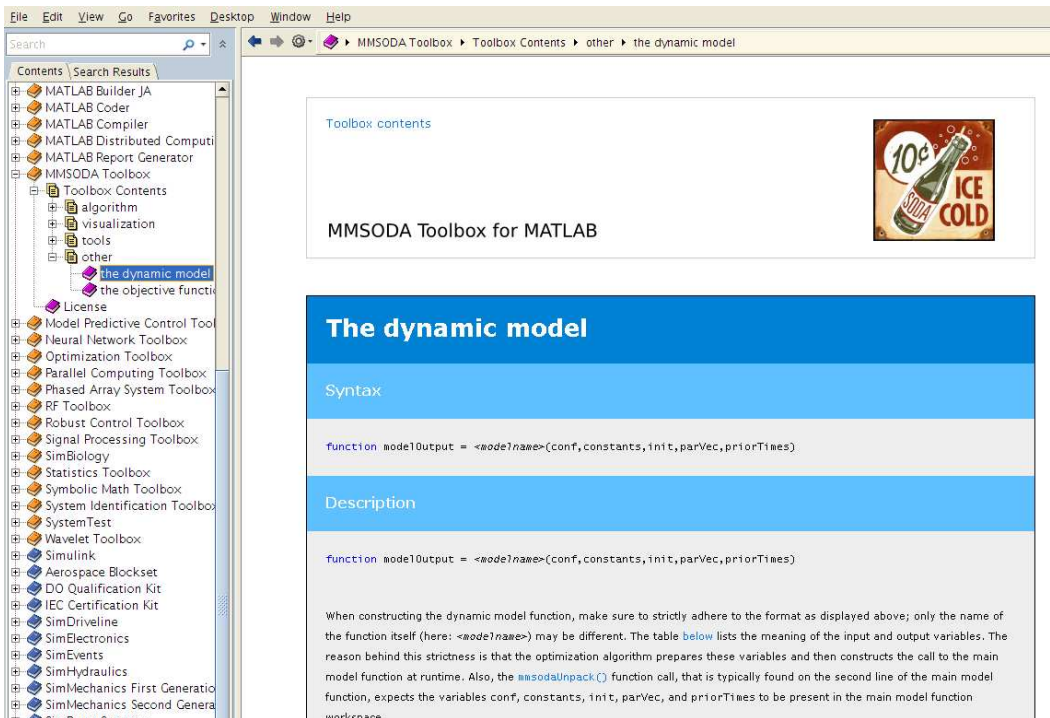 File Edit View Go Favorites Desktop Window Help
Search
MMSODA Toolbox Toolbox Contents other the dynamic model
Contents Search Results
MATLAB Builder JA
MATLAB Coder
MATLAB Compiler
MATLAB Distributed Computi
MATLAB Report Generator
MMSODA Toolbox
Toolbox Contents
algorithm
visualization
tools
other
the dynamic model
the objective functi
License
Model Predictive Control Tool
Neural Network Toolbox
Optimization Toolbox
Parallel Computing Toolbox
Phased Array System Toolbox
RF Toolbox
Robust Control Toolbox
Signal Processing Toolbox
SimBiology
Statistics Toolbox
Symbolic Math Toolbox
System Identification Toolbox
SystemTest
Wavelet Toolbox
Simulink
Aerospace Blockset
DO Qualification Kit
IEC Certification Kit
SimDriveline
SimElectronics
SimEvents
SimHydraulics
SimMechanics First Generatio
SimMechanics Second Genera
Toolbox contents
MMSODA Toolbox for MATLAB
10¢
SODA
ICE
COLD
The dynamic model
Syntax
function modelOutput = <modelname>(conf,constants,init,parVec,priorTimes)
Description
function modelOutput = <modelname>(conf,constants,init,parVec,priorTimes)
When constructing the dynamic model function, make sure to strictly adhere to the format as displayed above; only the name of
the function itself (here: <modelname>) may be different. The table below lists the meaning of the input and output variables. The
reason behind this strictness is that the optimization algorithm prepares these variables and then constructs the call to the main
model function at runtime. Also, the mmsodaUnpack() function call, that is typically found on the second line of the main model
function, expects the variables conf, constants, init, parVec, and priorTimes to be present in the main model function
workspace.